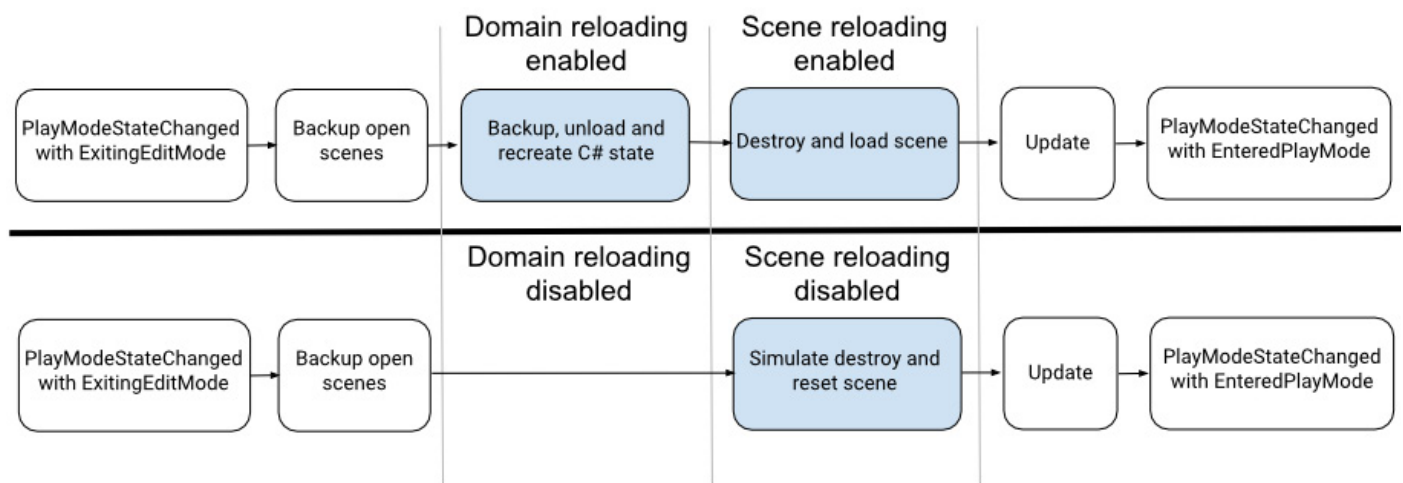 Domain reloading
enabled
Scene reloading
enabled
PlayModeStateChanged
with ExitingEditMode
Backup open
scenes
Backup, unload and
recreate C# state
Destroy and load scene
Update
PlayModeStateChanged
with EnteredPlayMode
Domain reloading
disabled
Scene reloading
disabled
PlayModeStateChanged
with ExitingEditMode
Backup open
scenes
Simulate destroy and
reset scene
Update
PlayModeStateChanged
with EnteredPlayMode